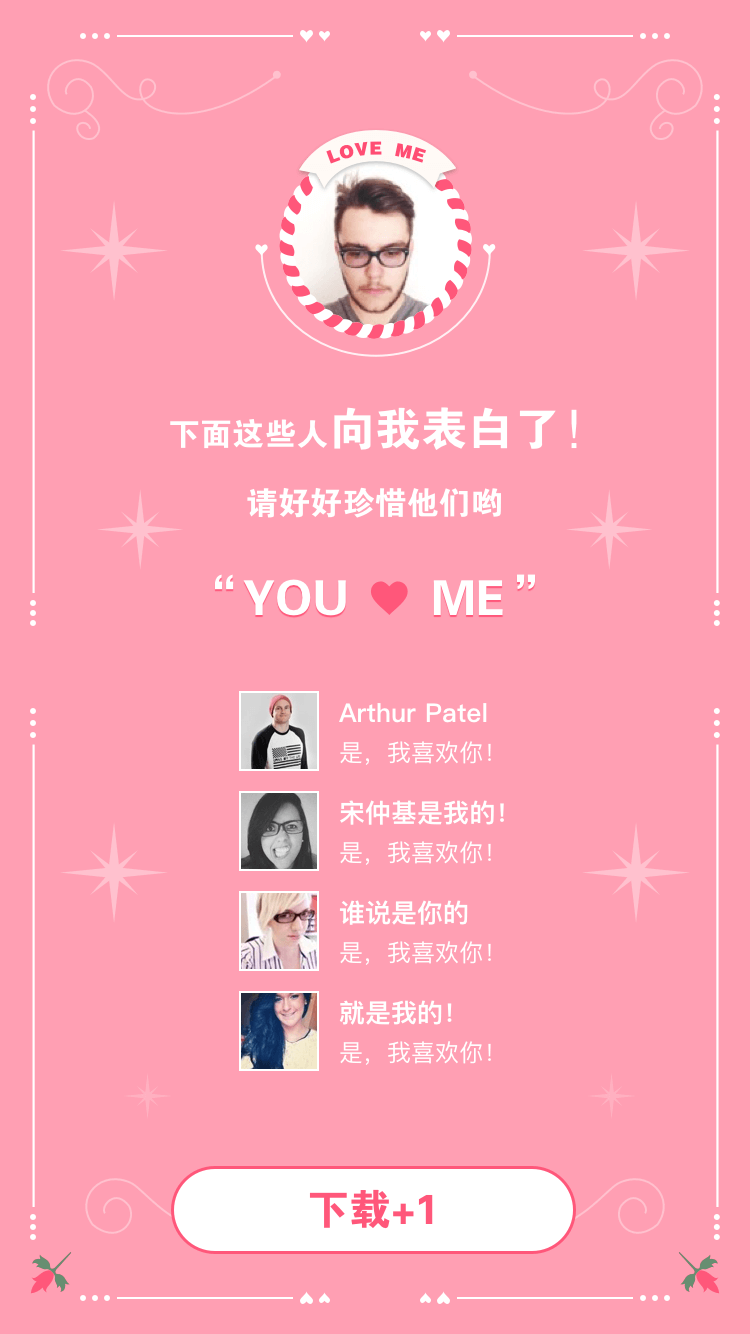 LOVE ME
下面这些人向我表白了！
请好好珍惜他们哟
“YOU ME”
Arthur Patel
是，我喜欢你！
宋仲基是我的！
是，我喜欢你！
谁说是你的
是，我喜欢你！
就是我的！
是，我喜欢你！
下载+1